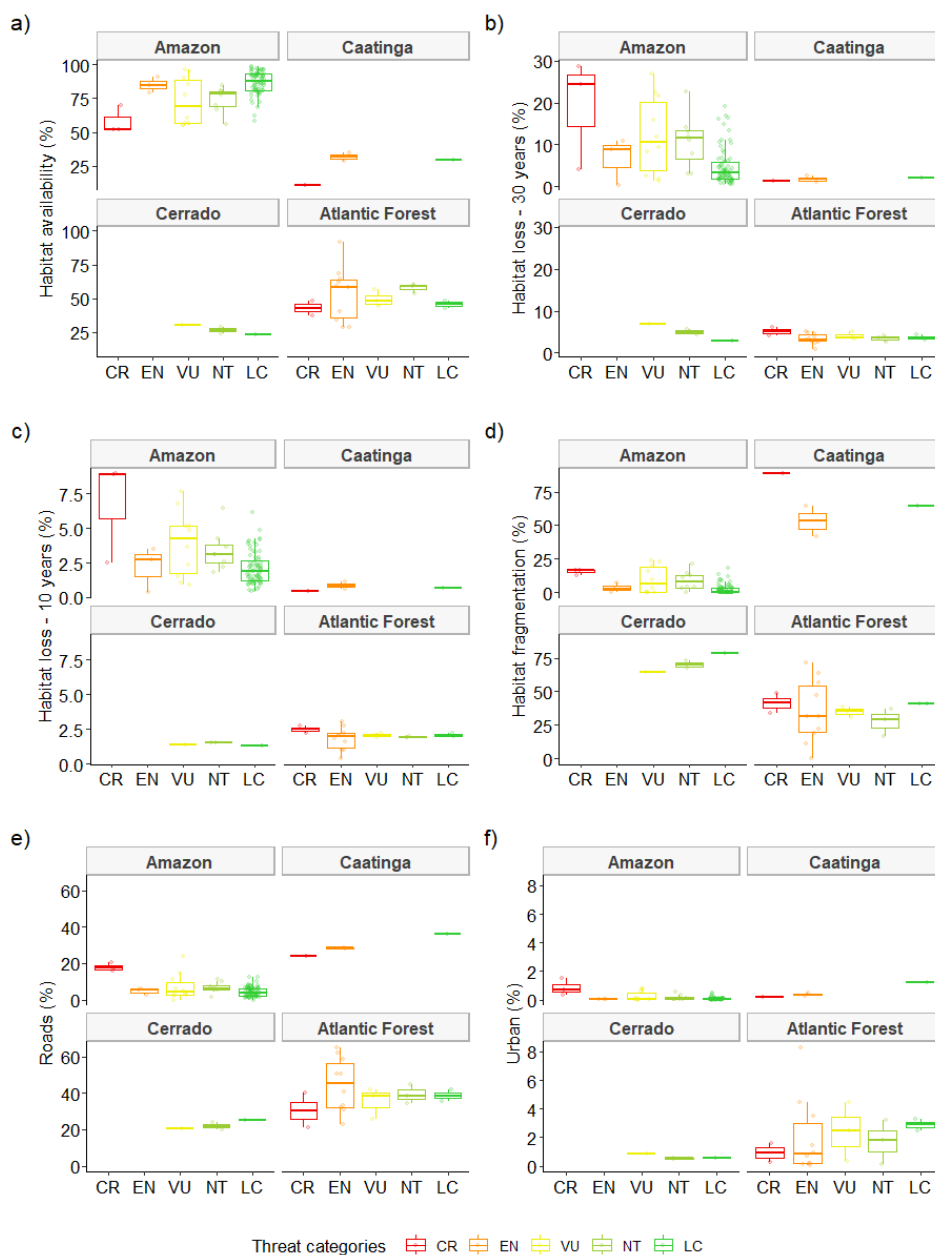 a)
Amazon
Caatinga
Habitat availability (%)
100
75
50
25
Cerrado
Atlantic Forest
100
75
50
25
CR EN VU NT LC CR EN VU NT LC
b)
Amazon
Caatinga
Habitat loss - 30 years (%)
30
20
10
0
Cerrado
Atlantic Forest
30
20
10
0
CR EN VU NT LC CR EN VU NT LC
c)
Amazon
Caatinga
Habitat loss - 10 years (%)
7.5
5.0
2.5
0.0
Cerrado
Atlantic Forest
7.5
5.0
2.5
0.0
CR EN VU NT LC CR EN VU NT LC
d)
Amazon
Caatinga
Habitat fragmentation (%)
75
50
25
0
Cerrado
Atlantic Forest
75
50
25
0
CR EN VU NT LC CR EN VU NT LC
e)
Amazon
Caatinga
Roads (%)
60
40
20
0
Cerrado
Atlantic Forest
60
40
20
0
CR EN VU NT LC CR EN VU NT LC
f)
Amazon
Caatinga
Urban (%)
8
6
4
2
0
Cerrado
Atlantic Forest
8
6
4
2
0
CR EN VU NT LC CR EN VU NT LC
Threat categories CR EN VU NT LC